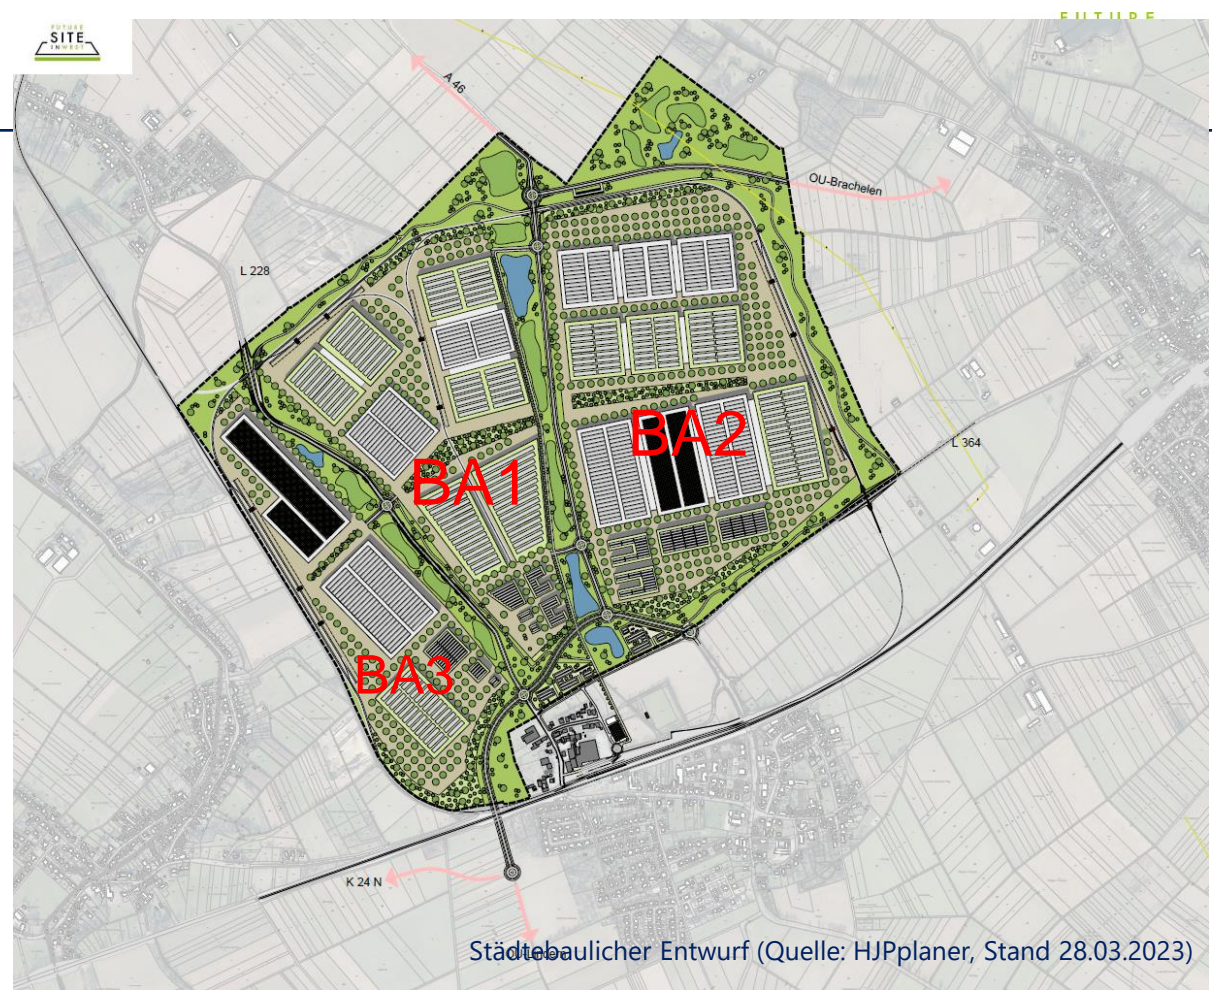 FUTURE
SITE
INWEST
FUTURE
A 46
OU-Brachelen
L 228
BA2
L 364
BA1
BA3
K 24 N
Städtebaulicher Entwurf (Quelle: HJPplaner, Stand 28.03.2023)